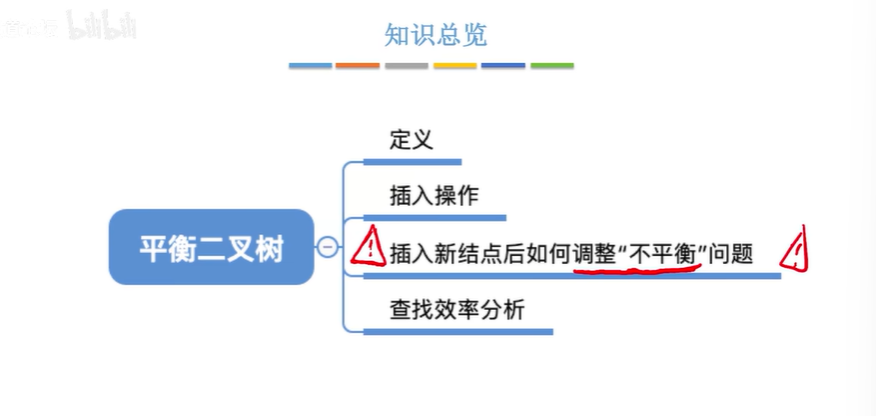 bilibili
知识总览
定义
插入操作
平衡二叉树
插入新结点后如何调整“不平衡”问题
查找效率分析